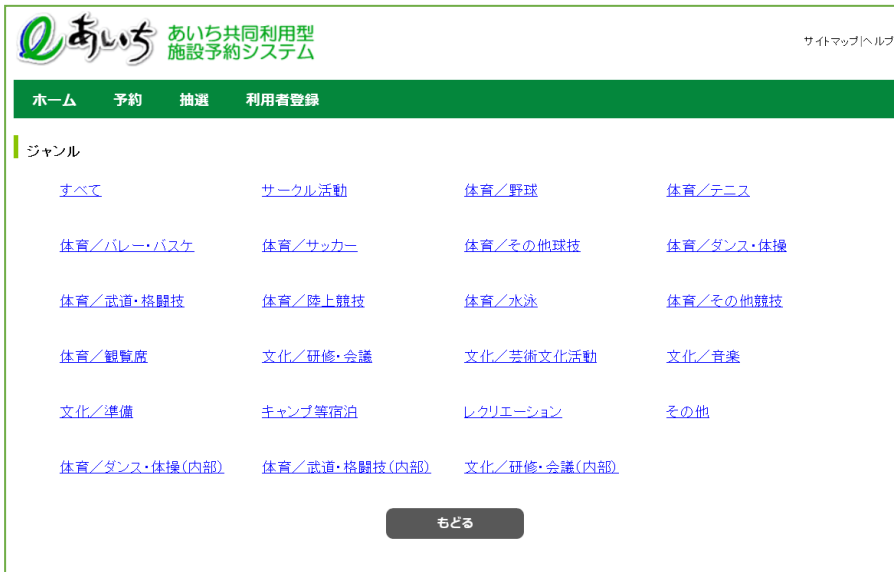 あいち あいち共同利用型
施設予約システム
サイトマップ|ヘルプ
ホーム 予約 抽選 利用者登録
ジャンル
すべて サークル活動 体育／野球 体育／テニス
体育／バレー・バスケ 体育／サッカー 体育／その他球技 体育／ダンス・体操
体育／武道・格闘技 体育／陸上競技 体育／水泳 体育／その他競技
体育／観覧席 文化／研修・会議 文化／芸術文化活動 文化／音楽
文化／準備 キャンプ等宿泊 レクリエーション その他
体育／ダンス・体操(内部) 体育／武道・格闘技(内部) 文化／研修・会議(内部)
もどる